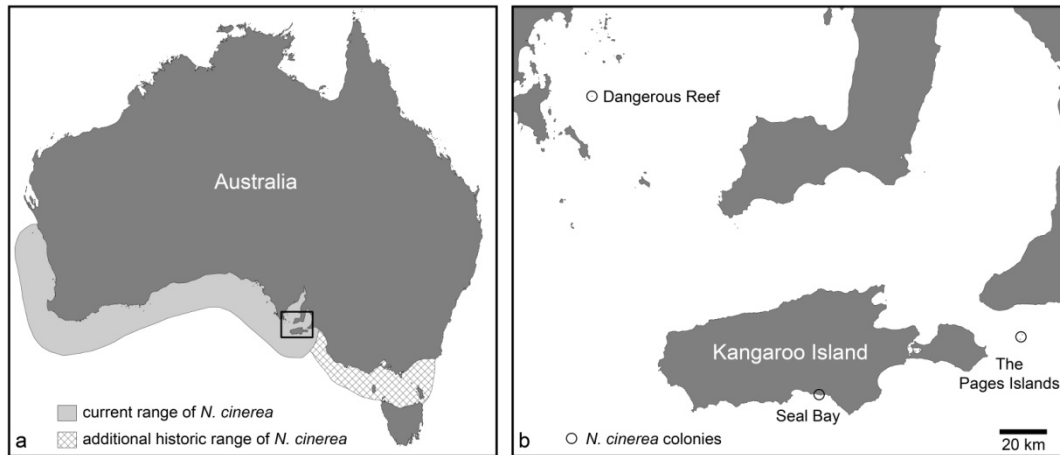 Australia
current range of N. cinerea
additional historic range of N. cinerea
a
Dangerous Reef
Kangaroo Island
The
Pages Islands
Seal Bay
N. cinerea colonies
20 km
b